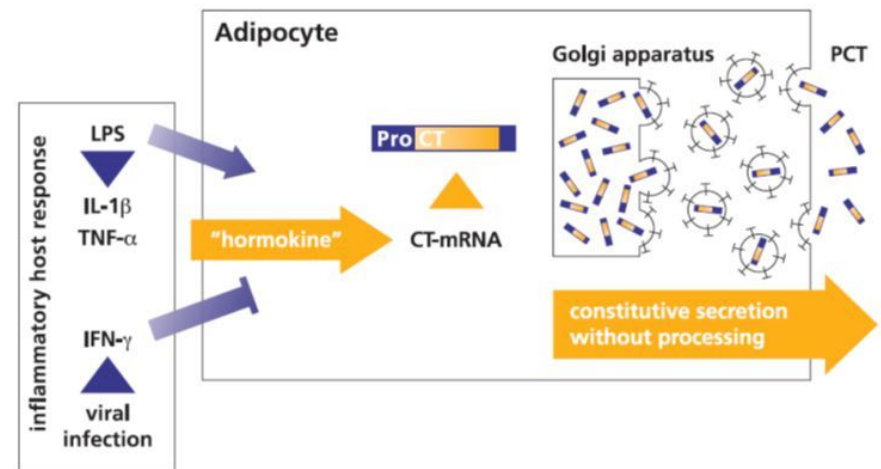 Adipocyte
Golgi apparatus
PCT
inflammatory host response
LPS
IL-1β
TNF-α
IFN-γ
viral
infection
"hormokine"
Pro CT
CT-mRNA
constitutive secretion
without processing